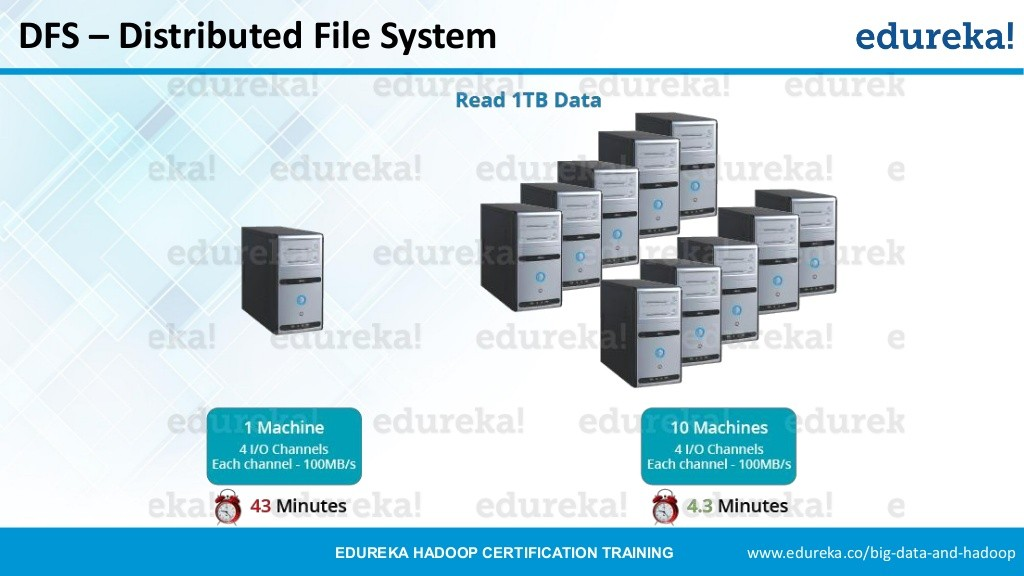 DFS – Distributed File System
edureka!
Read 1TB Data
1 Machine
4 I/O Channels
Each channel - 100MB/s
43 Minutes
10 Machines
4 I/O Channels
Each channel - 100MB/s
4.3 Minutes
EDUREKA HADOOP CERTIFICATION TRAINING
www.edureka.co/big-data-and-hadoop